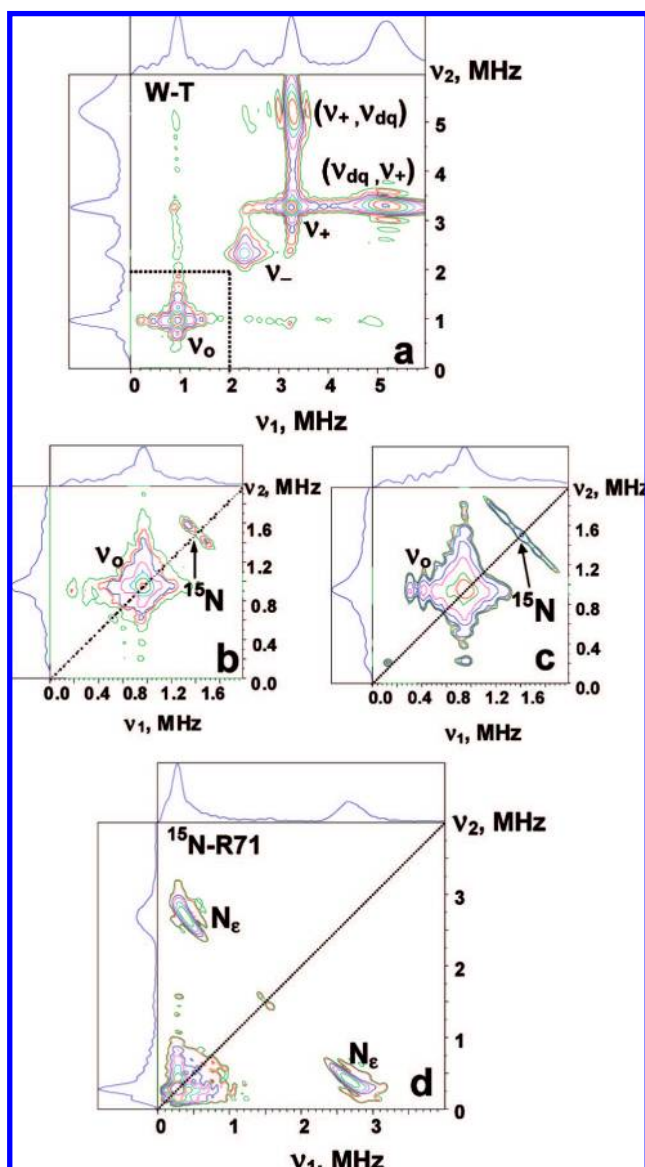 ν₂, MHz
W-T
(ν₊, νdq)
5
(νdq, ν₊)
4
3
ν₊
2
ν₋
1
νₒ
a
0
0 1 2 3 4 5
ν₁, MHz
ν₂, MHz
1.6
νₒ
1.2
¹⁵N
0.8
0.4
b
0.0
0.0 0.4 0.8 1.2 1.6
ν₁, MHz
ν₂, MHz
1.6
νₒ
1.2
¹⁵N
0.8
0.4
c
0.0
0.0 0.4 0.8 1.2 1.6
ν₁, MHz
ν₂, MHz
¹⁵N-R71
3
Nε
2
1
Nε
d
0
0 1 2 3
ν₁, MHz